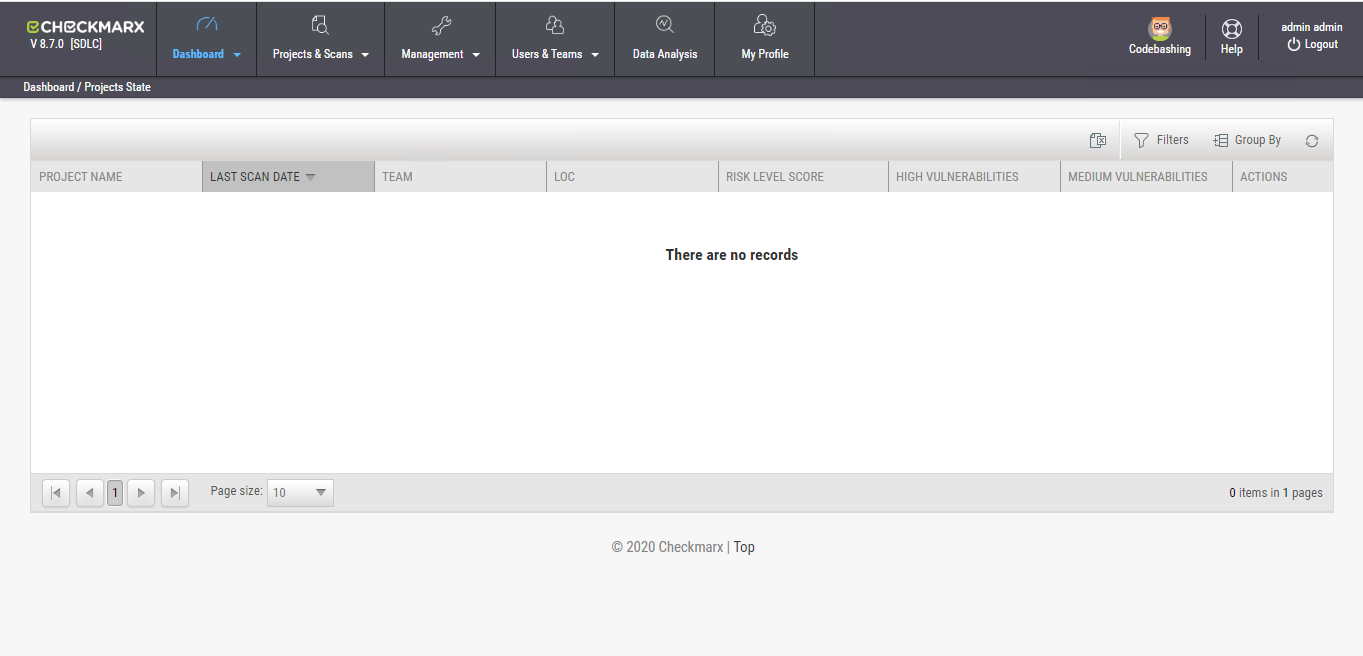 CHECKMARX
V 8.7.0 [SDLC]
Dashboard
Projects & Scans
Management
Users & Teams
Data Analysis
My Profile
Codebashing
Help
admin admin
Logout
Dashboard / Projects State
Filters
Group By
PROJECT NAME
LAST SCAN DATE
TEAM
LOC
RISK LEVEL SCORE
HIGH VULNERABILITIES
MEDIUM VULNERABILITIES
ACTIONS
There are no records
1
Page size:
10
0 items in 1 pages
© 2020 Checkmarx | Top